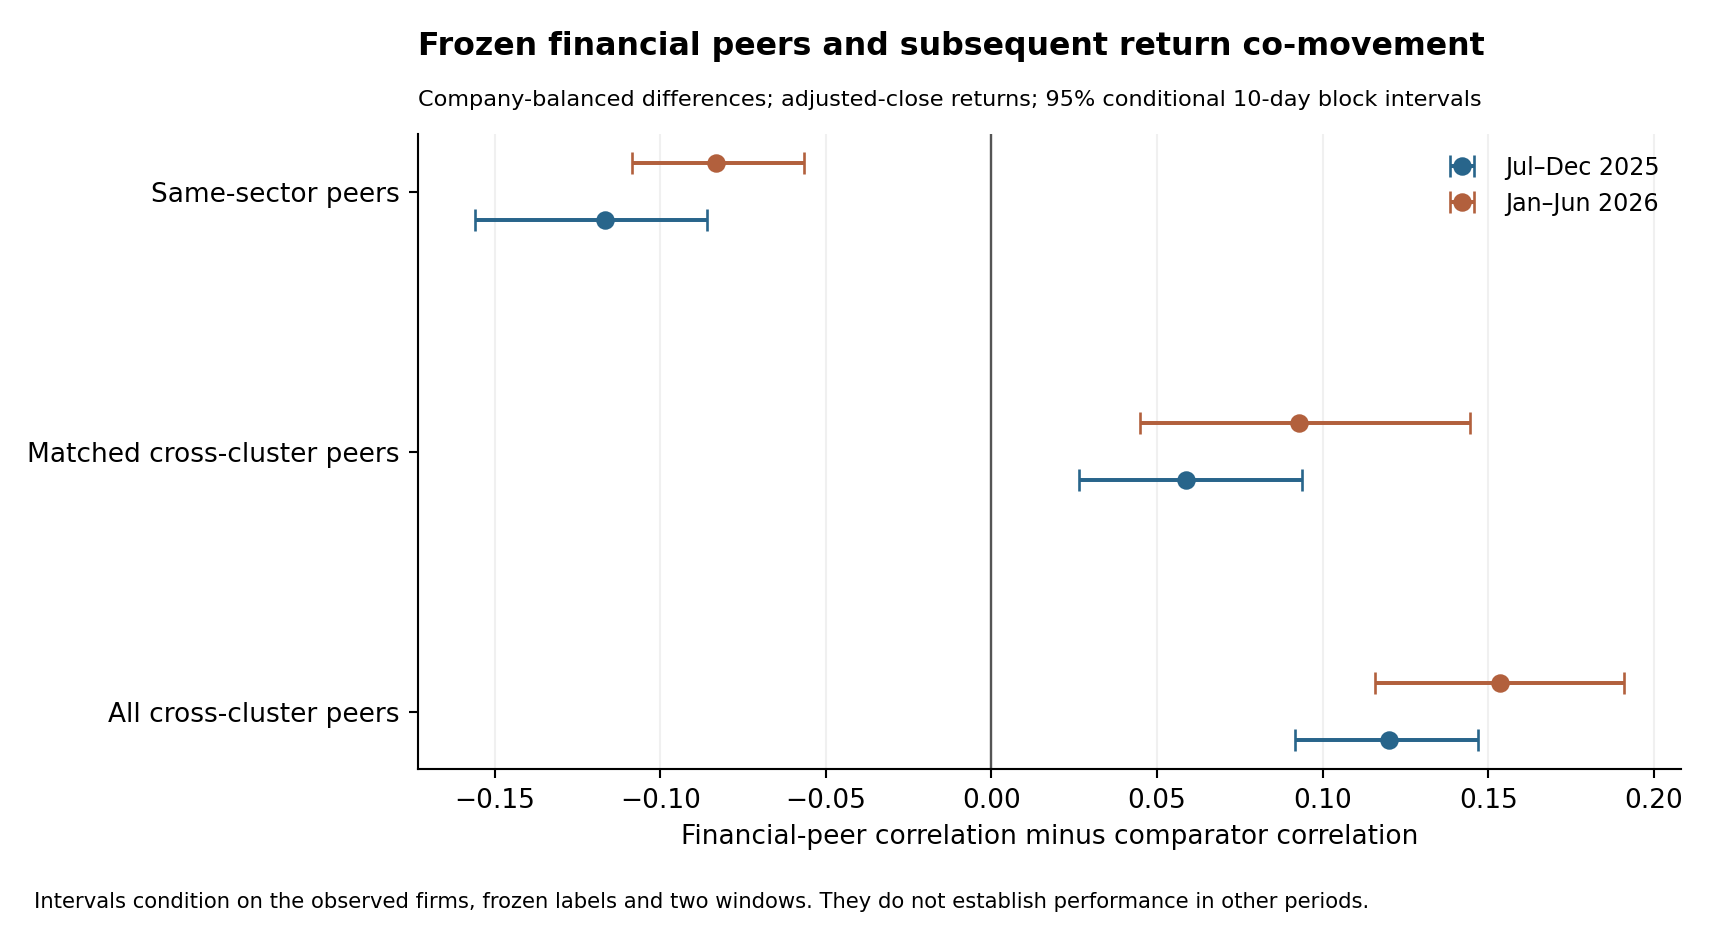 Frozen financial peers and subsequent return co-movement
Company-balanced differences; adjusted-close returns; 95% conditional 10-day block intervals
Jul–Dec 2025
Jan–Jun 2026
Same-sector peers
Matched cross-cluster peers
All cross-cluster peers
−0.15 −0.10 −0.05 0.00 0.05 0.10 0.15 0.20
Financial-peer correlation minus comparator correlation
Intervals condition on the observed firms, frozen labels and two windows. They do not establish performance in other periods.